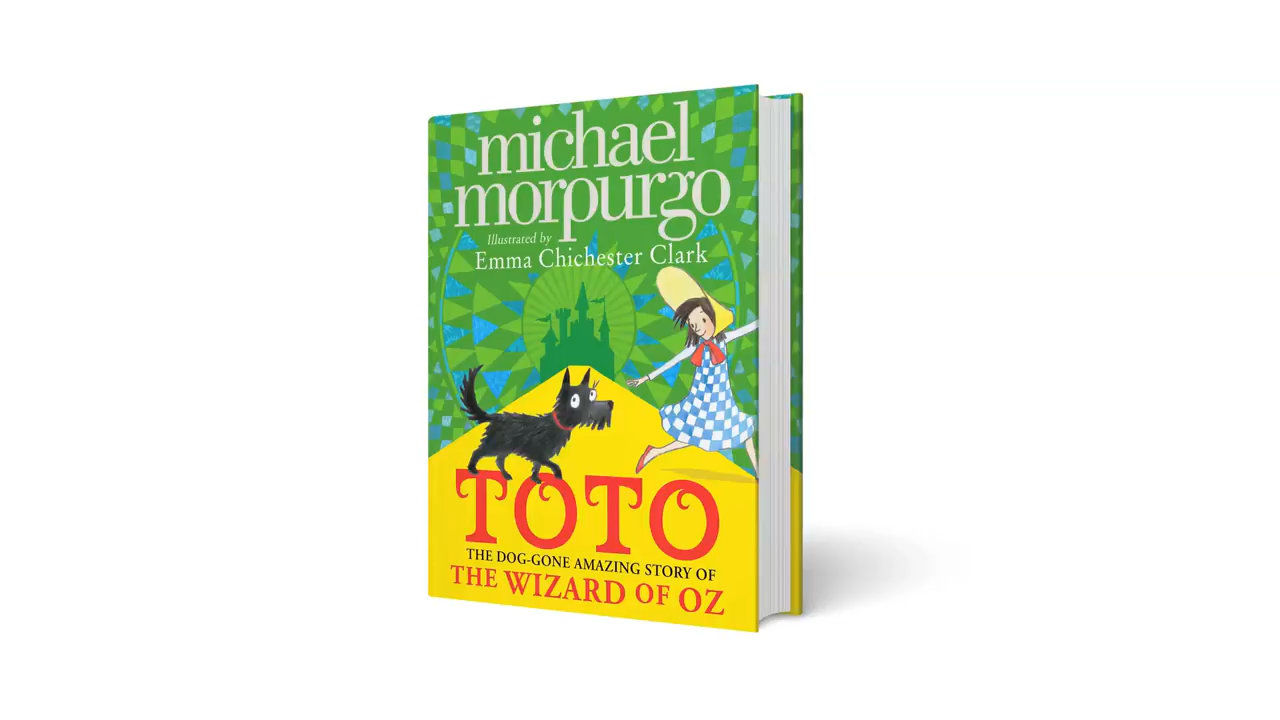 michael
morpurgo
Illustrated by
Emma Chichester Clark
TOTO
THE DOG-GONE AMAZING STORY OF
THE WIZARD OF OZ